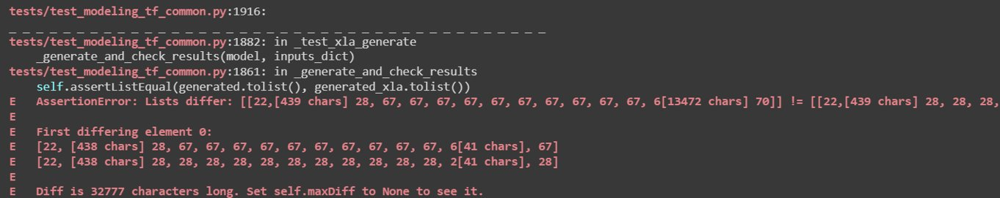 tests/test_modeling_tf_common.py:1916:
_ _ _ _ _ _ _ _ _ _ _ _ _ _ _ _ _ _ _ _ _ _ _ _ _ _ _ _ _ _ _ _ _ _ _ _ _ _ _ _
tests/test_modeling_tf_common.py:1882: in _test_xla_generate
    _generate_and_check_results(model, inputs_dict)
tests/test_modeling_tf_common.py:1861: in _generate_and_check_results
    self.assertListEqual(generated.tolist(), generated_xla.tolist())
E   AssertionError: Lists differ: [[22,[439 chars] 28, 67, 67, 67, 67, 67, 67, 67, 67, 67, 67, 6[13472 chars] 70]] != [[22,[439 chars] 28, 28, 28,
E
E   First differing element 0:
E   [22, [438 chars] 28, 67, 67, 67, 67, 67, 67, 67, 67, 67, 67, 6[41 chars], 67]
E   [22, [438 chars] 28, 28, 28, 28, 28, 28, 28, 28, 28, 28, 28, 2[41 chars], 28]
E
E   Diff is 32777 characters long. Set self.maxDiff to None to see it.